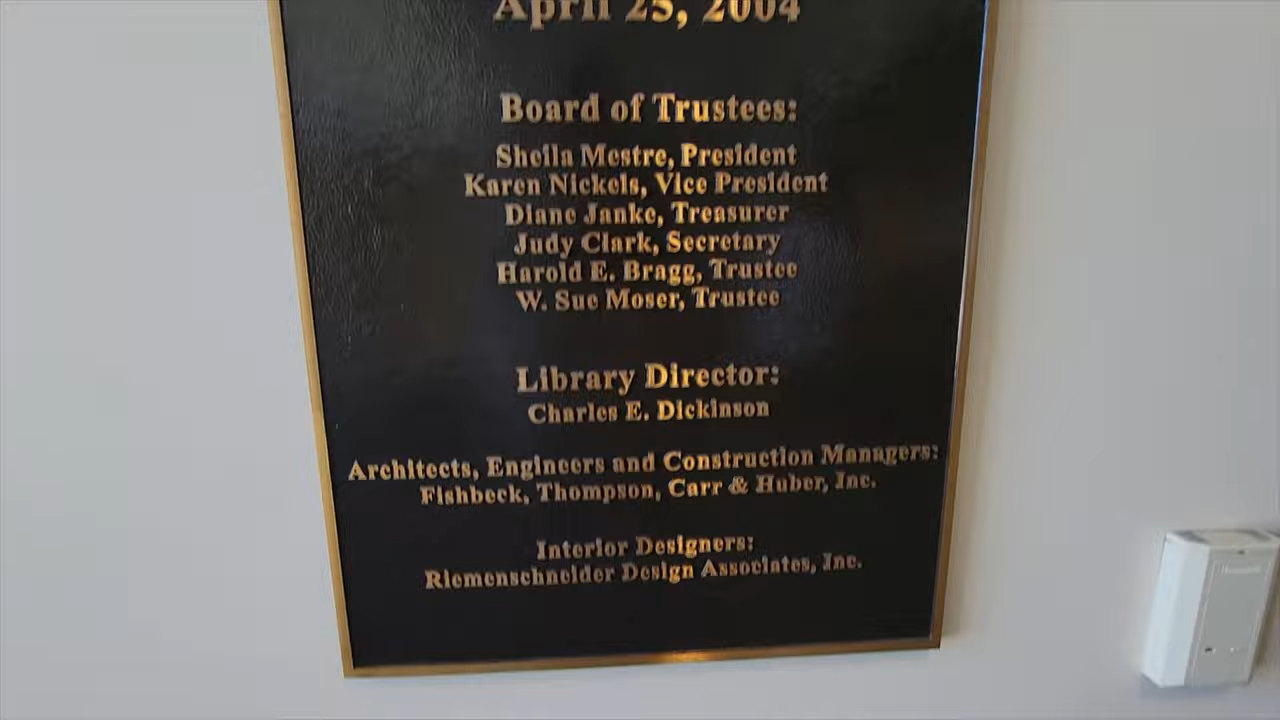 April 25, 2004
Board of Trustees:
Sheila Mestre, President
Karen Nickels, Vice President
Diane Janke, Treasurer
Judy Clark, Secretary
Harold E. Bragg, Trustee
W. Sue Moser, Trustee
Library Director:
Charles E. Dickinson
Architects, Engineers and Construction Managers:
Fishbeck, Thompson, Carr & Huber, Inc.
Interior Designers:
Riemenschneider Design Associates, Inc.